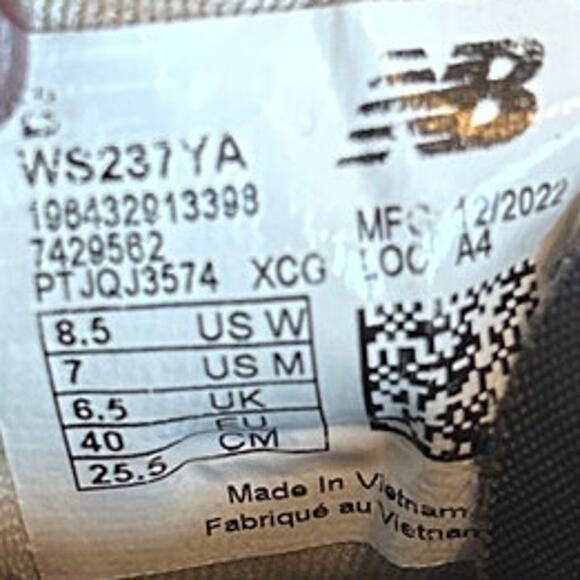 NB
WS237YA
196432913398
7429562
PTJQJ3574 XCG
MFG 12/2022
LOC A4
8.5 US W
7 US M
6.5 UK
40 EU
25.5 CM
Made In Vietnam
Fabriqué au Vietnam